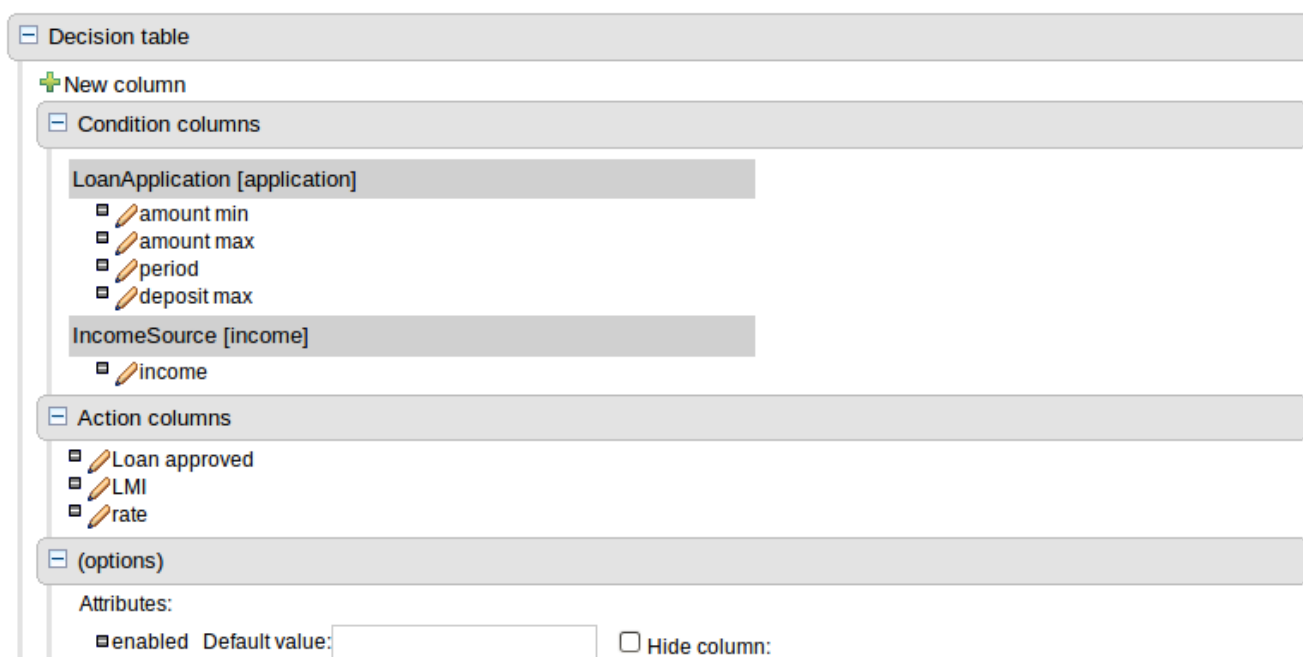 Decision table
New column
Condition columns
LoanApplication [application]
amount min
amount max
period
deposit max
IncomeSource [income]
income
Action columns
Loan approved
LMI
rate
(options)
Attributes:
enabled Default value: Hide column: